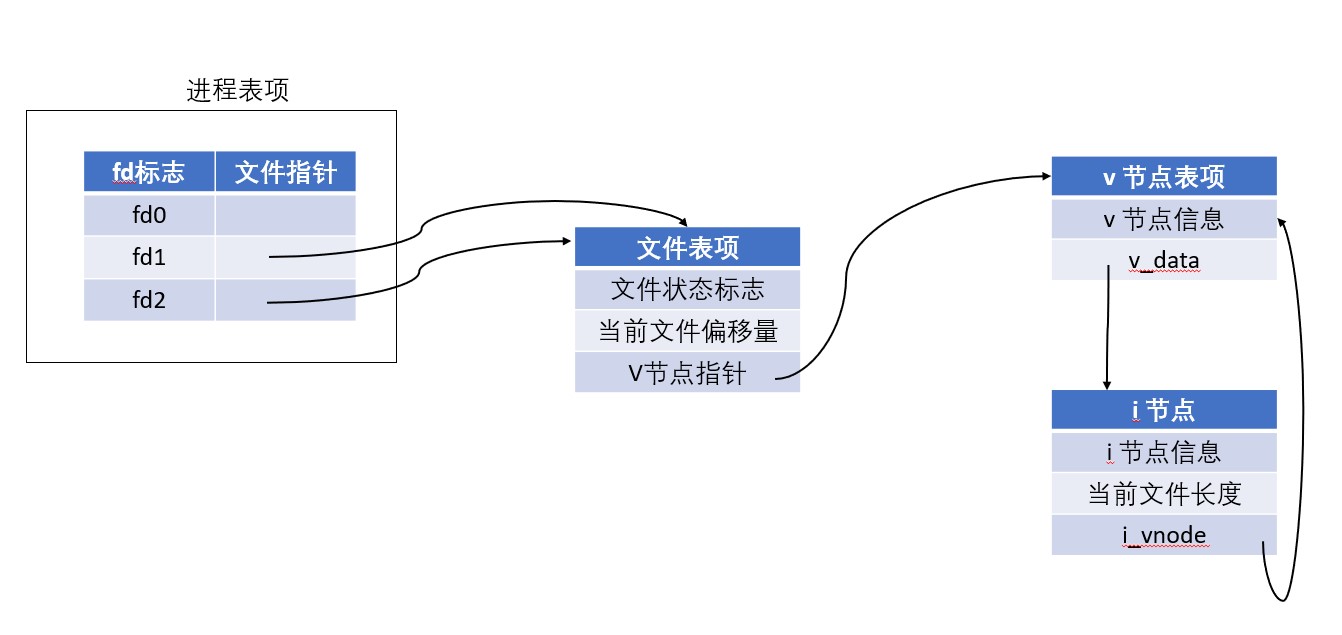 进程表项
fd标志 文件指针
fd0
fd1
fd2
文件表项
文件状态标志
当前文件偏移量
V节点指针
v 节点表项
v 节点信息
v_data
i 节点
i 节点信息
当前文件长度
i_vnode